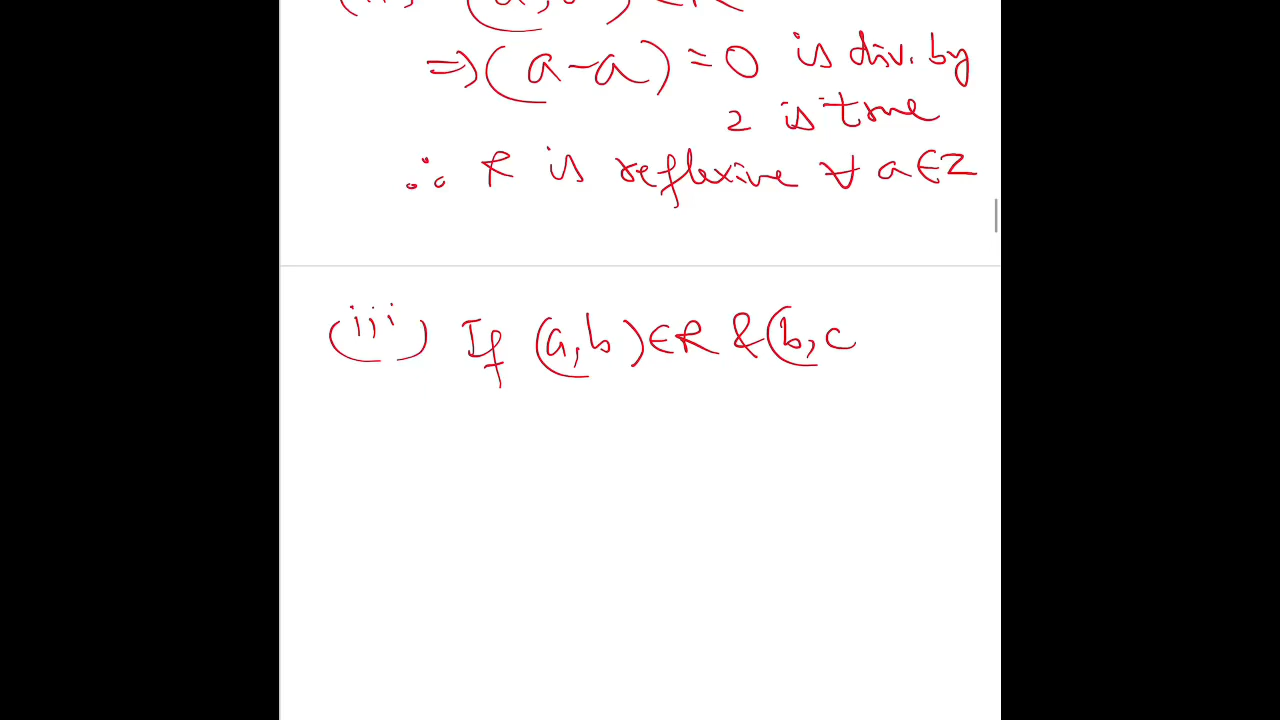 ⇒(a-a) = 0 is div. by
2 is true
∴ R is reflexive ∀ a∈Z
(iii) If (a,b)∈R & (b,c